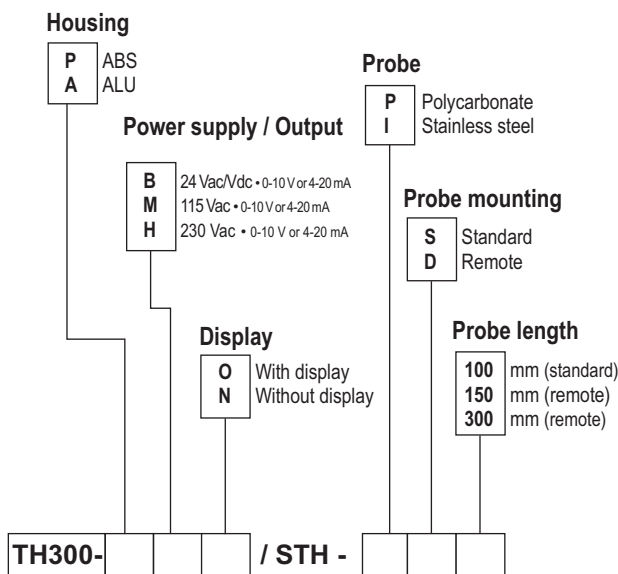 Housing
P ABS
A ALU
Power supply / Output
B 24 Vac/Vdc • 0-10 V or 4-20 mA
M 115 Vac • 0-10 V or 4-20 mA
H 230 Vac • 0-10 V or 4-20 mA
Display
O With display
N Without display
Probe
P Polycarbonate
I Stainless steel
Probe mounting
S Standard
D Remote
Probe length
100 mm (standard)
150 mm (remote)
300 mm (remote)
TH300- / STH -